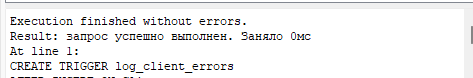 Execution finished without errors.
Result: запрос успешно выполнен. Заняло 0мс
At line 1:
CREATE TRIGGER log_client_errors